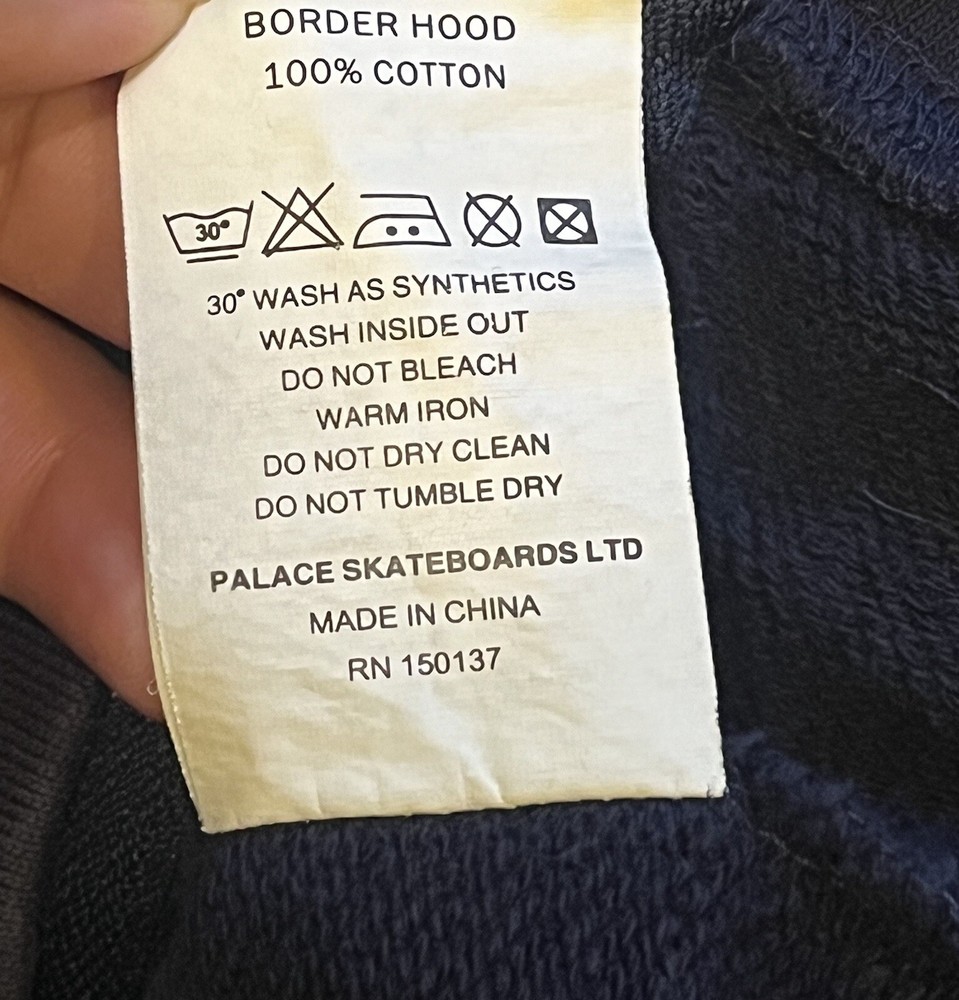 BORDER HOOD
100% COTTON
30°
30° WASH AS SYNTHETICS
WASH INSIDE OUT
DO NOT BLEACH
WARM IRON
DO NOT DRY CLEAN
DO NOT TUMBLE DRY
PALACE SKATEBOARDS LTD
MADE IN CHINA
RN 150137